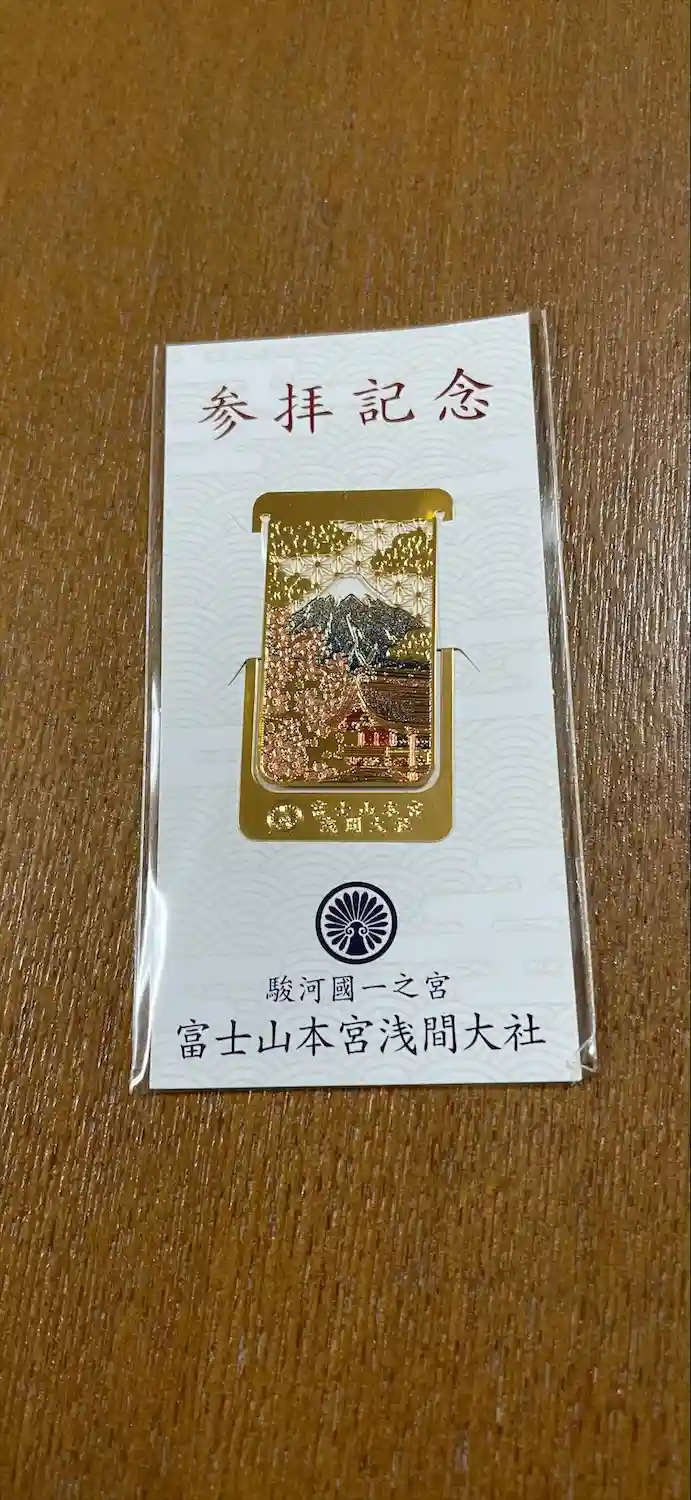 参拝記念
富士山本宮
浅間大社
駿河國一之宮
富士山本宮浅間大社